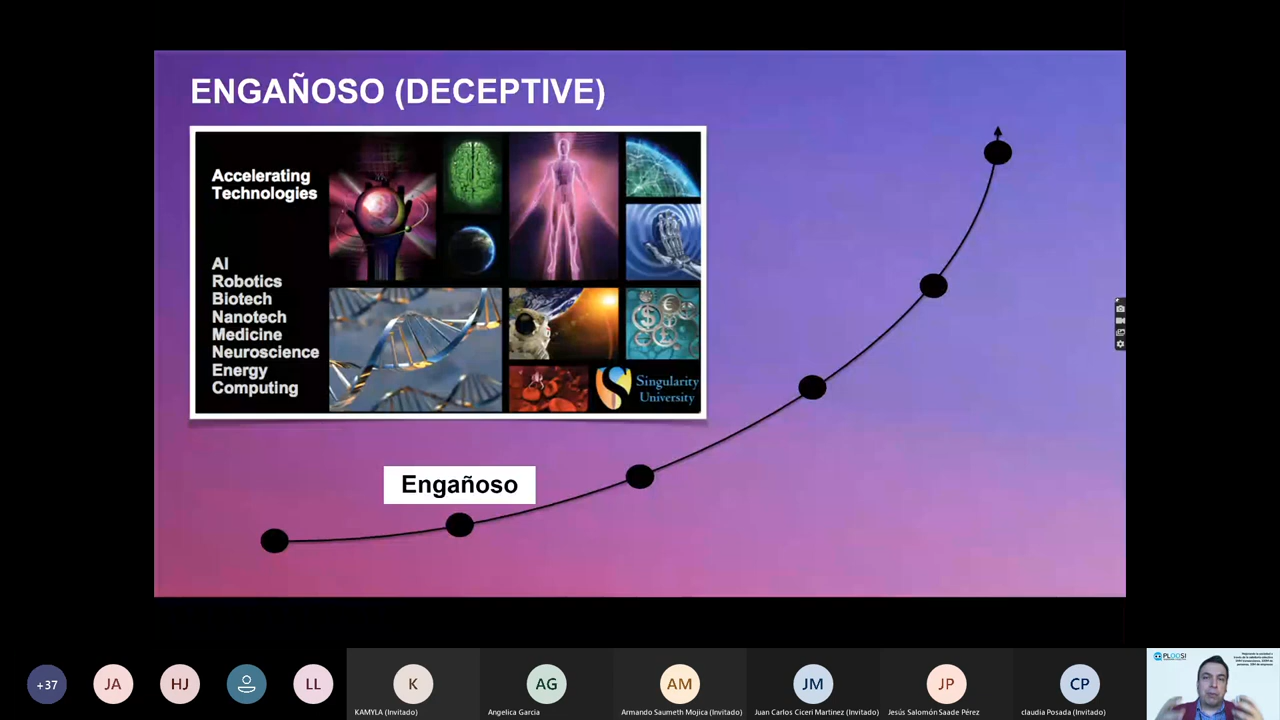 ENGAÑOSO (DECEPTIVE)
Accelerating
Technologies
AI
Robotics
Biotech
Nanotech
Medicine
Neuroscience
Energy
Computing
Singularity
University
Engañoso
+37
JA
HJ
LL
K
KAMYLA (Invitado)
AG
Angelica Garcia
AM
Armando Saumeth Mojica (Invitado)
JM
Juan Carlos Ciceri Martinez (Invitado)
JP
Jesús Salomón Saade Pérez
CP
claudia Posada (Invitado)